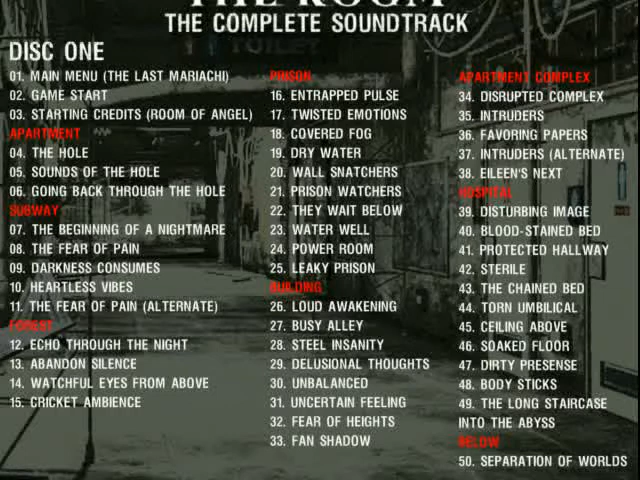 THE ROOM
THE COMPLETE SOUNDTRACK
DISC ONE
01. MAIN MENU (THE LAST MARIACHI)
02. GAME START
03. STARTING CREDITS (ROOM OF ANGEL)
APARTMENT
04. THE HOLE
05. SOUNDS OF THE HOLE
06. GOING BACK THROUGH THE HOLE
SUBWAY
07. THE BEGINNING OF A NIGHTMARE
08. THE FEAR OF PAIN
09. DARKNESS CONSUMES
10. HEARTLESS VIBES
11. THE FEAR OF PAIN (ALTERNATE)
FOREST
12. ECHO THROUGH THE NIGHT
13. ABANDON SILENCE
14. WATCHFUL EYES FROM ABOVE
15. CRICKET AMBIENCE
PRISON
16. ENTRAPPED PULSE
17. TWISTED EMOTIONS
18. COVERED FOG
19. DRY WATER
20. WALL SNATCHERS
21. PRISON WATCHERS
22. THEY WAIT BELOW
23. WATER WELL
24. POWER ROOM
25. LEAKY PRISON
BUILDING
26. LOUD AWAKENING
27. BUSY ALLEY
28. STEEL INSANITY
29. DELUSIONAL THOUGHTS
30. UNBALANCED
31. UNCERTAIN FEELING
32. FEAR OF HEIGHTS
33. FAN SHADOW
APARTMENT COMPLEX
34. DISRUPTED COMPLEX
35. INTRUDERS
36. FAVORING PAPERS
37. INTRUDERS (ALTERNATE)
38. EILEEN'S NEXT
HOSPITAL
39. DISTURBING IMAGE
40. BLOOD-STAINED BED
41. PROTECTED HALLWAY
42. STERILE
43. THE CHAINED BED
44. TORN UMBILICAL
45. CEILING ABOVE
46. SOAKED FLOOR
47. DIRTY PRESENSE
48. BODY STICKS
49. THE LONG STAIRCASE
INTO THE ABYSS
BELOW
50. SEPARATION OF WORLDS